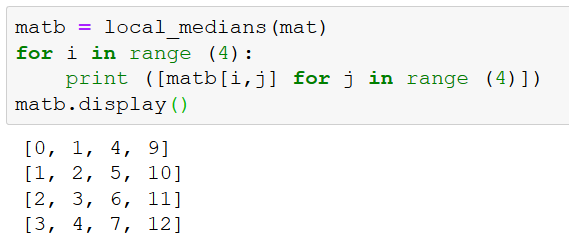 matb = local_medians(mat)
for i in range (4):
    print ([matb[i,j] for j in range (4)])
matb.display()
[0, 1, 4, 9]
[1, 2, 5, 10]
[2, 3, 6, 11]
[3, 4, 7, 12]